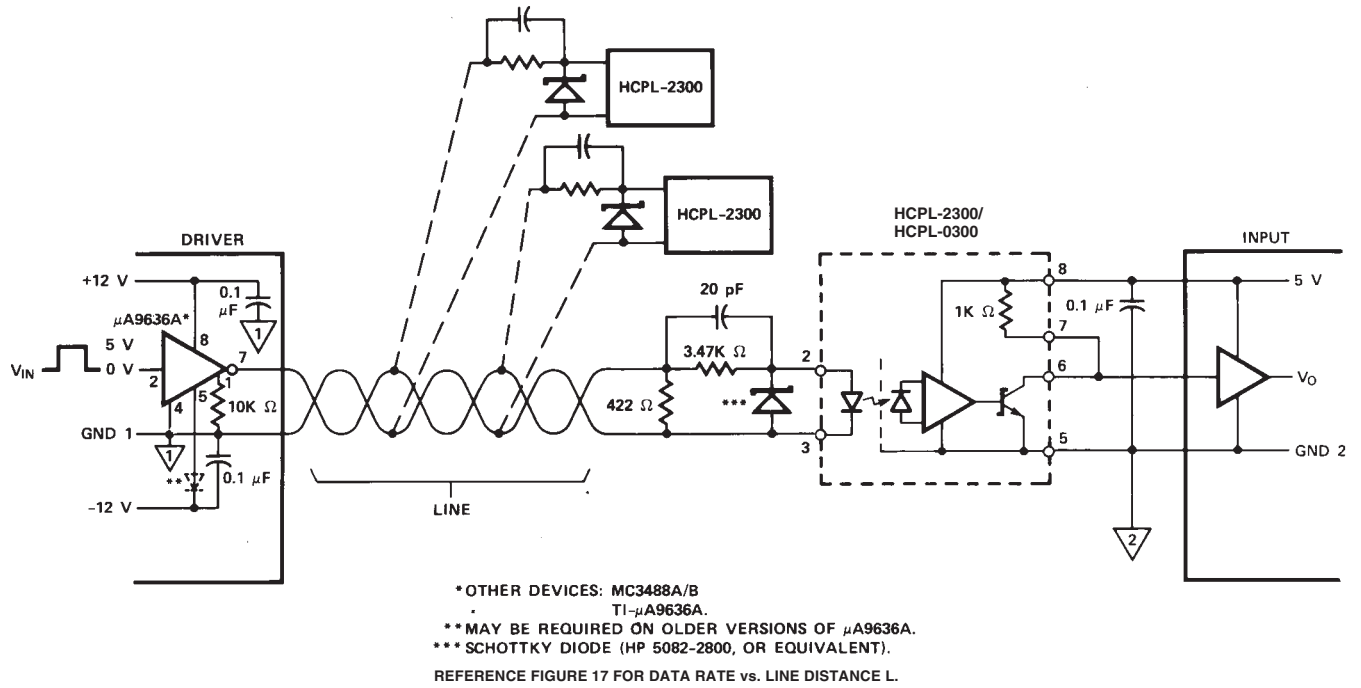 HCPL-2300
HCPL-2300
HCPL-2300/
HCPL-0300
DRIVER
INPUT
+12 V
0.1
µF
1
µA9636A*
8
5 V
VIN
0 V
2
7
1
4
5
10K Ω
GND 1
1
**
0.1 µF
-12 V
LINE
20 pF
3.47K Ω
422 Ω
***
2
3
8
1K Ω
7
6
5
0.1
µF
5 V
VO
GND 2
2
*OTHER DEVICES: MC3488A/B
TI-µA9636A.
**MAY BE REQUIRED ON OLDER VERSIONS OF µA9636A.
***SCHOTTKY DIODE (HP 5082-2800, OR EQUIVALENT).
REFERENCE FIGURE 17 FOR DATA RATE vs. LINE DISTANCE L.